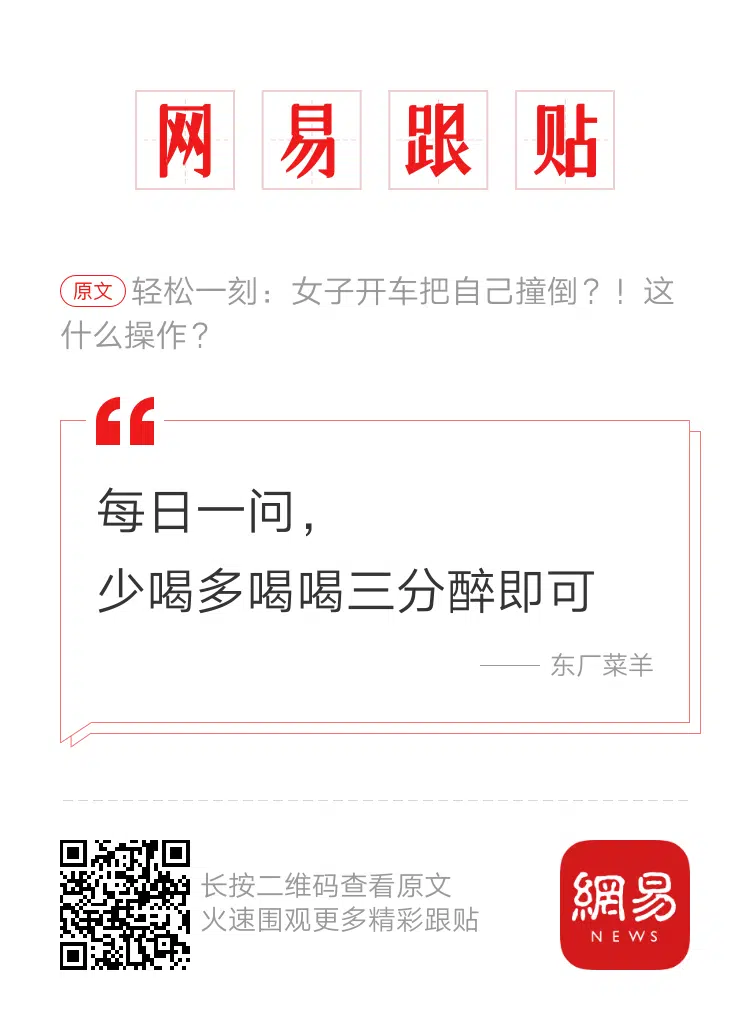 网易跟贴
原文 轻松一刻：女子开车把自己撞倒？！这
什么操作？
每日一问，
少喝多喝喝三分醉即可
—— 东厂菜羊
长按二维码查看原文
火速围观更多精彩跟贴
網易
NEWS